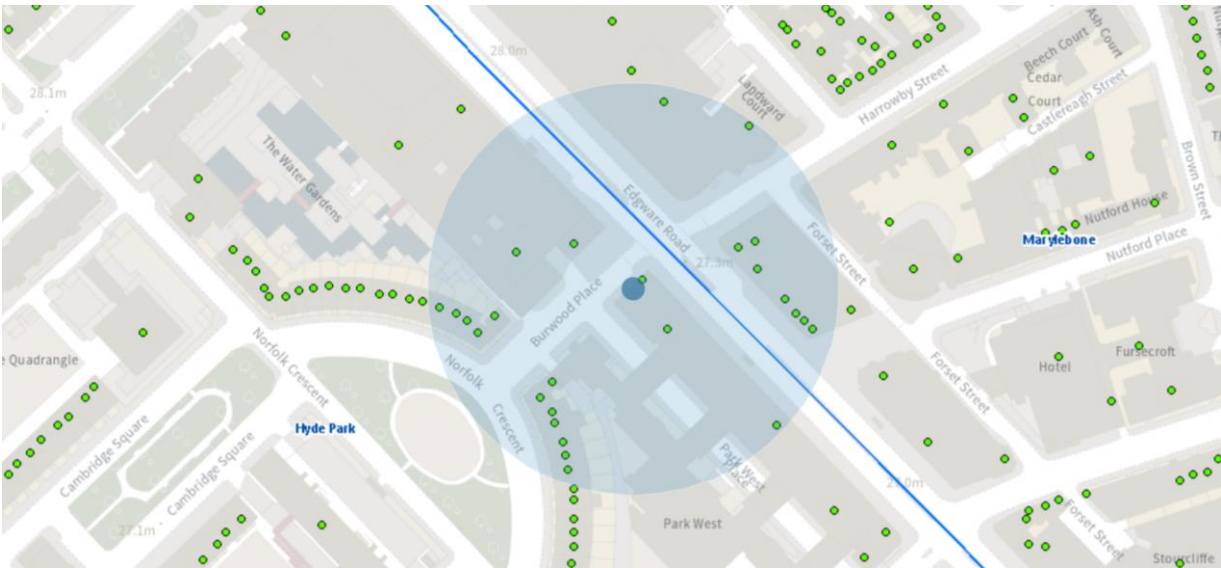 28.0m
28.1m
Landward
Court
Harrowby Street
Beech Court
Ash Court
Cedar
Court
Castlereagh Street
Brown Street
The Water Gardens
Edgware Road
Nutford House
Marylebone
Nutford Place
Forset Street
27.3m
Burwood Place
e Quadrangle
Norfolk Crescent
Norfolk
Crescent
Forset Street
Hotel
Fursecroft
Hyde Park
Cambridge Square
Cambridge Square
Park West
Place
27.0m
27.1m
Park West
Forset Street
Stourcliffe